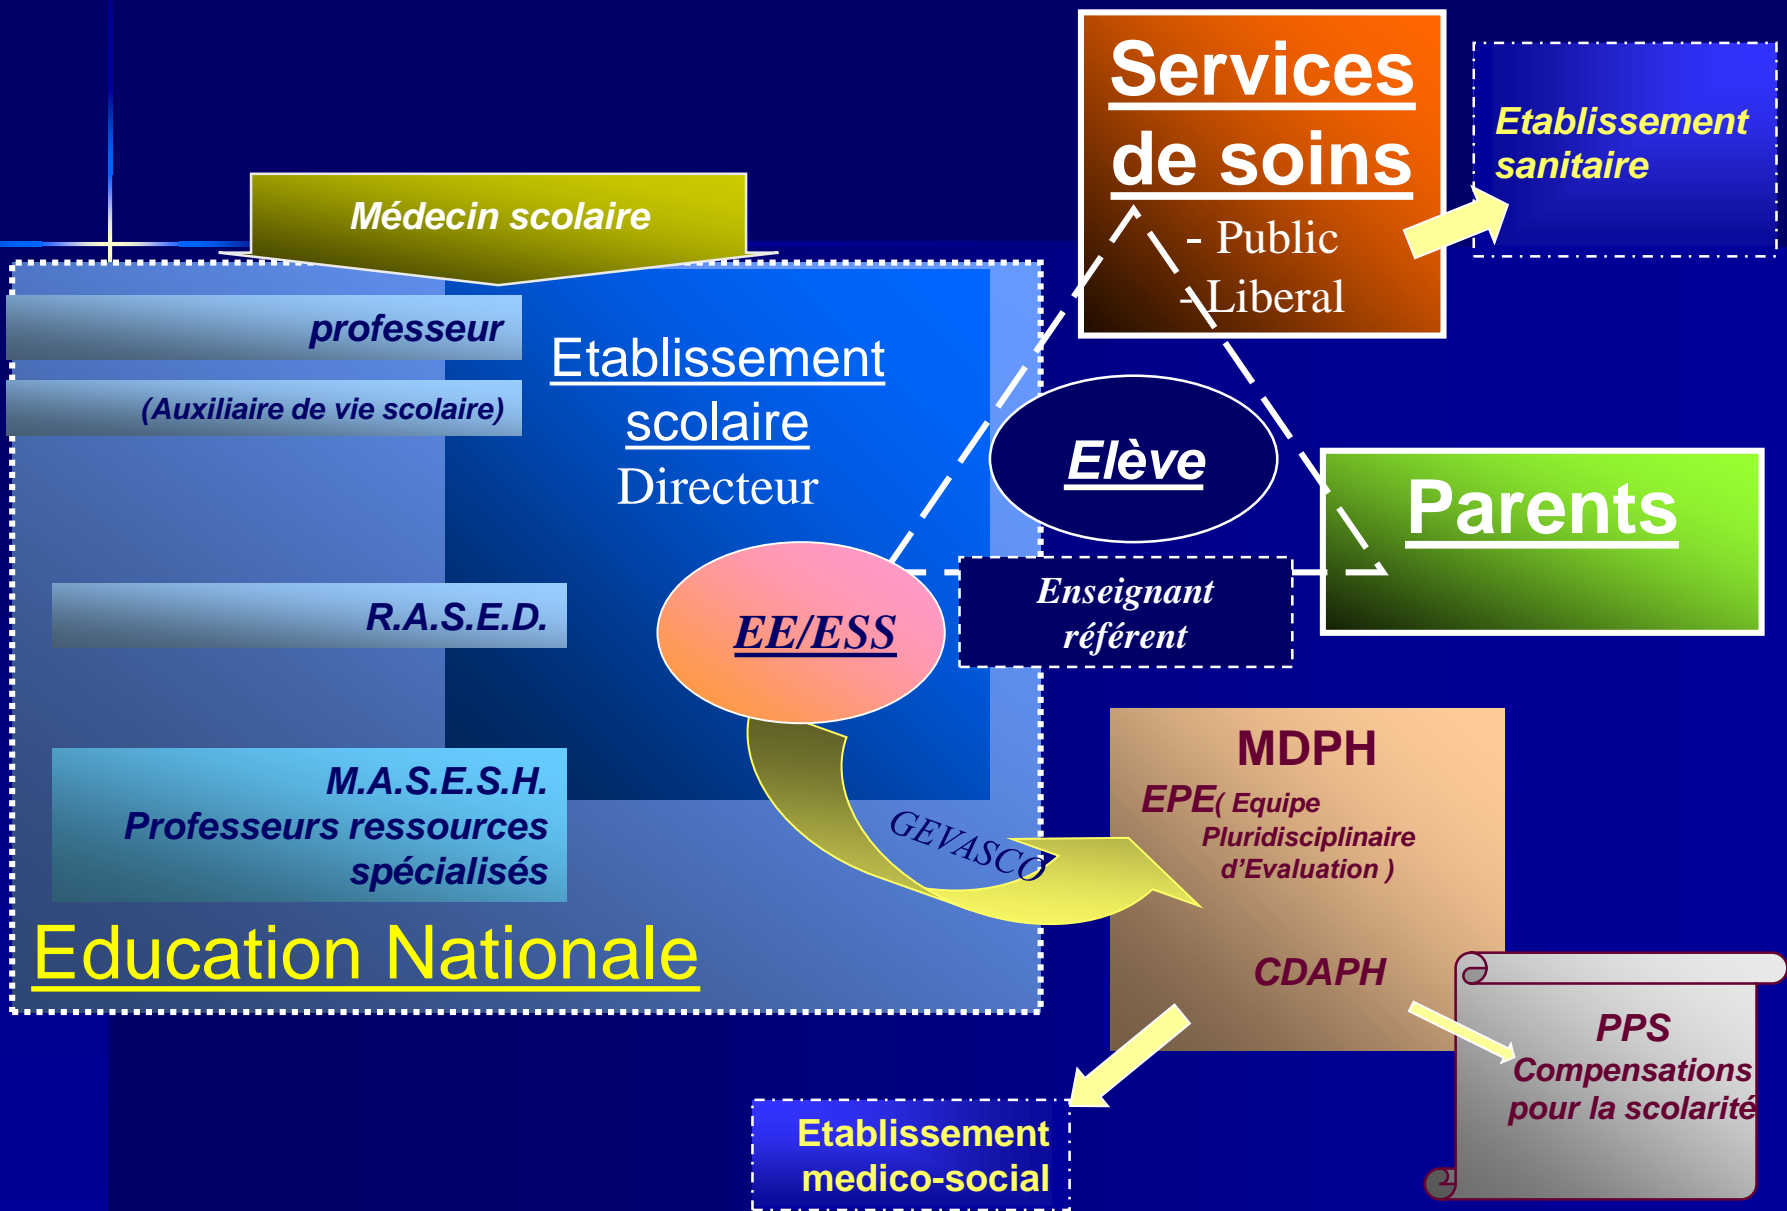 Services
de soins
- Public
- Liberal
Etablissement
sanitaire
Médecin scolaire
professeur
(Auxiliaire de vie scolaire)
Etablissement
scolaire
Directeur
Elève
Parents
Enseignant
référent
R.A.S.E.D.
EE/ESS
M.A.S.E.S.H.
Professeurs ressources
spécialisés
GEVASCO
MDPH
EPE( Equipe
Pluridisciplinaire
d'Evaluation )
CDAPH
Education Nationale
PPS
Compensations
pour la scolarité
Etablissement
medico-social